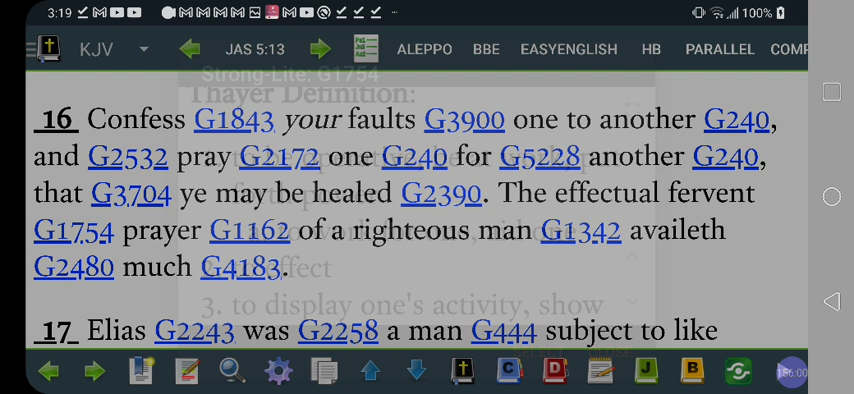 3:19 100%
KJV JAS 5:13 ALEPPO BBE EASYENGLISH HB PARALLEL COMP
Strong-Lite: G1754
Thayer Definition:
16 Confess G1843 your faults G3900 one to another G240,
and G2532 pray G2172 one G240 for G5228 another G240,
that G3704 ye may be healed G2390. The effectual fervent
G1754 prayer G1162 of a righteous man G1342 availeth
G2480 much G4183.
effect
3. to display one's activity, show
17 Elias G2243 was G2258 a man G444 subject to like
C D J B